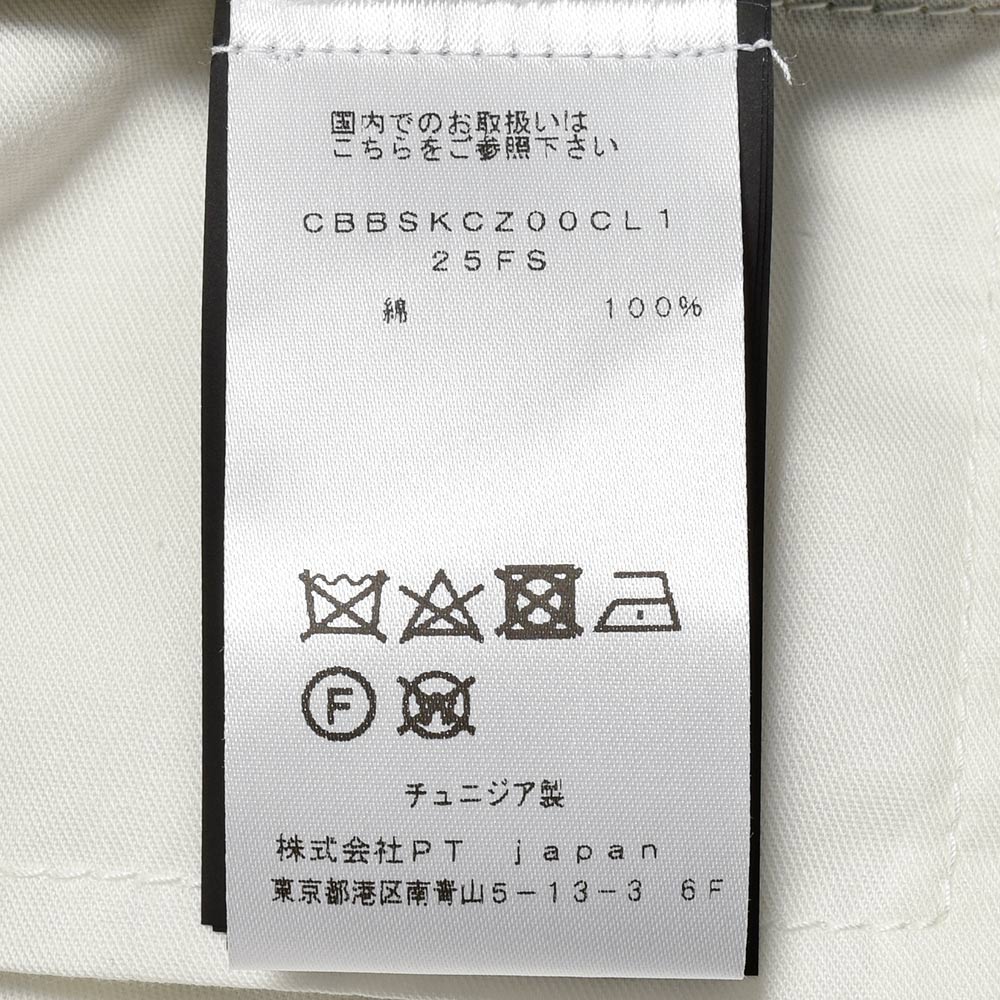 国内でのお取扱いは
こちらをご参照下さい
CBBSKCZ00CL1
25FS
綿 100%
F
W
チュニジア製
株式会社PT japan
東京都港区南青山5-13-3 6F